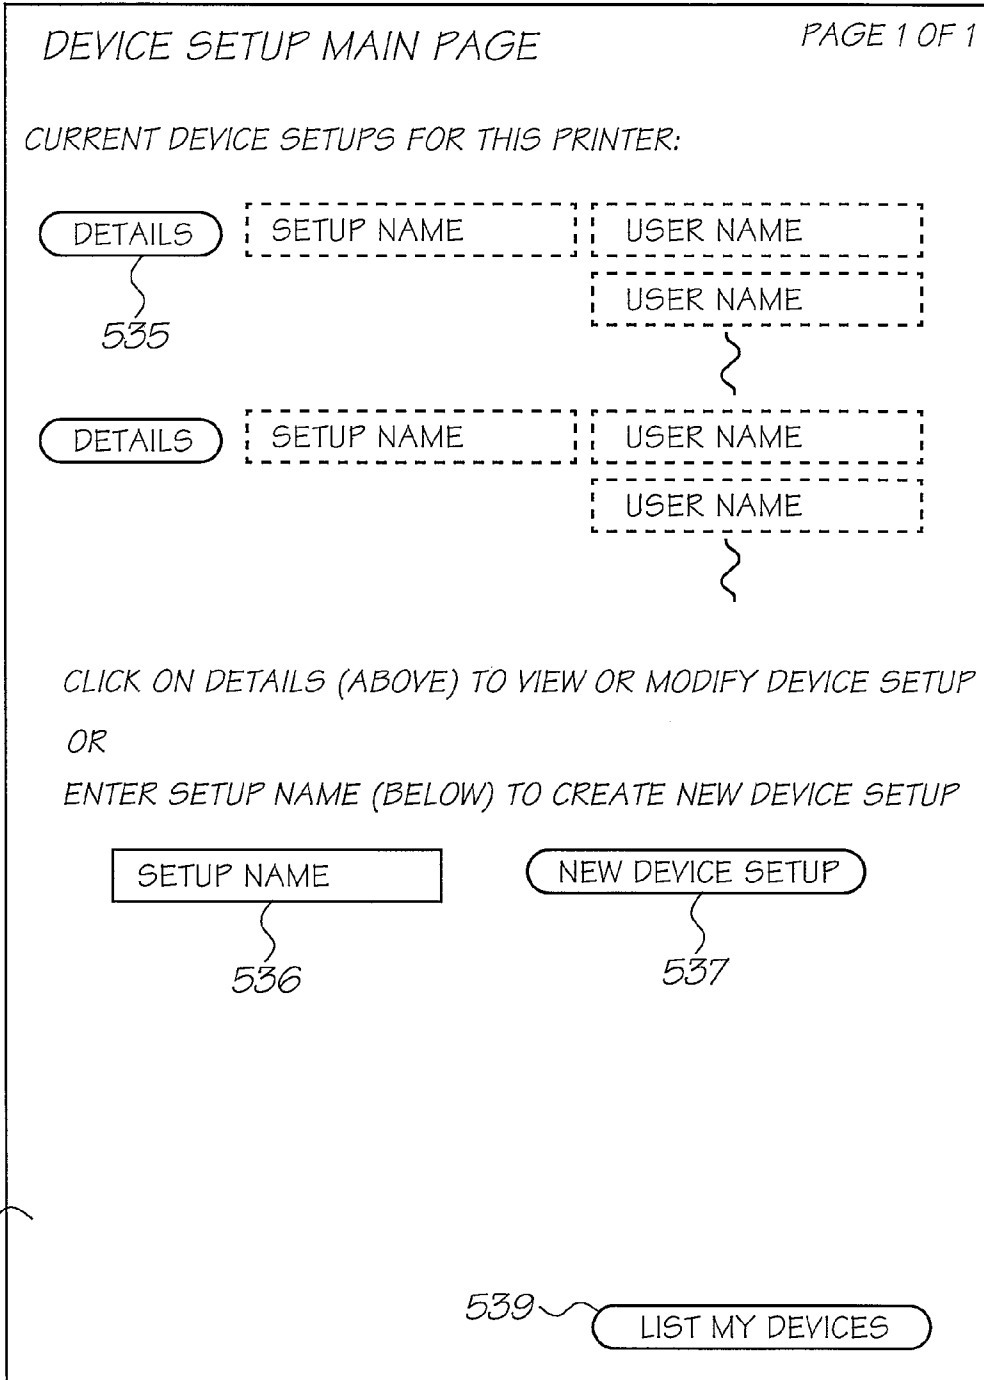 DEVICE SETUP MAIN PAGE PAGE 1 OF 1
CURRENT DEVICE SETUPS FOR THIS PRINTER:
DETAILS SETUP NAME USER NAME
USER NAME
535
DETAILS SETUP NAME USER NAME
USER NAME
CLICK ON DETAILS (ABOVE) TO VIEW OR MODIFY DEVICE SETUP
OR
ENTER SETUP NAME (BELOW) TO CREATE NEW DEVICE SETUP
SETUP NAME NEW DEVICE SETUP
536 537
539 LIST MY DEVICES